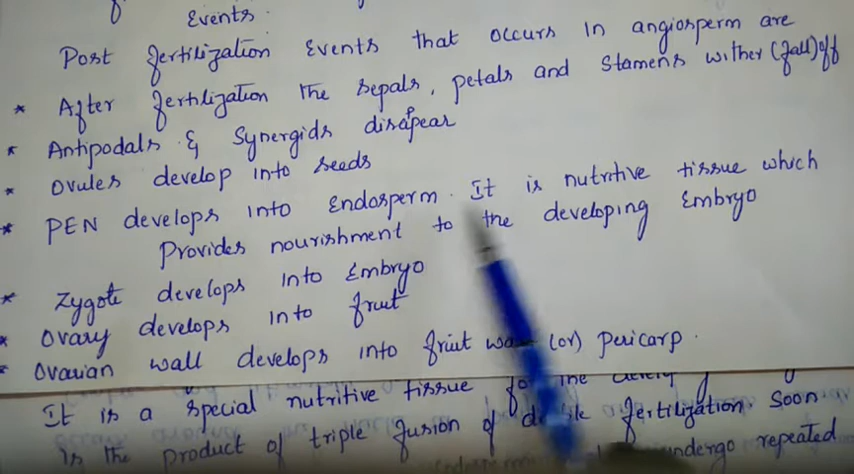 Events.
Post fertilization Events that occurs in angiosperm are
* After fertilization the sepals, petals and stamens wither (fall) off
* Antipodals & Synergids disapear
* Ovules develop into seeds
* PEN develops into Endosperm. It is nutritive tissue which
Provides nourishment to the developing Embryo
* Zygote develops into Embryo
* Ovary develops into fruit
* Ovarian wall develops into fruit (or) pericarp.
It is a special nutritive tissue the
is the product of triple fusion of fertilization. Soon
undergo repeated